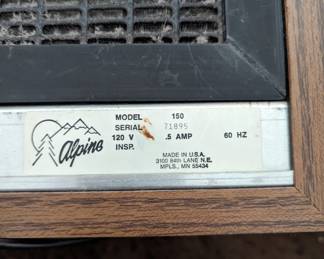 Alpine
MODEL 150
SERIAL 71895
120 V .5 AMP 60 HZ
INSP.
MADE IN U.S.A.
3100 84th LANE N.E.
MPLS., MN 55434